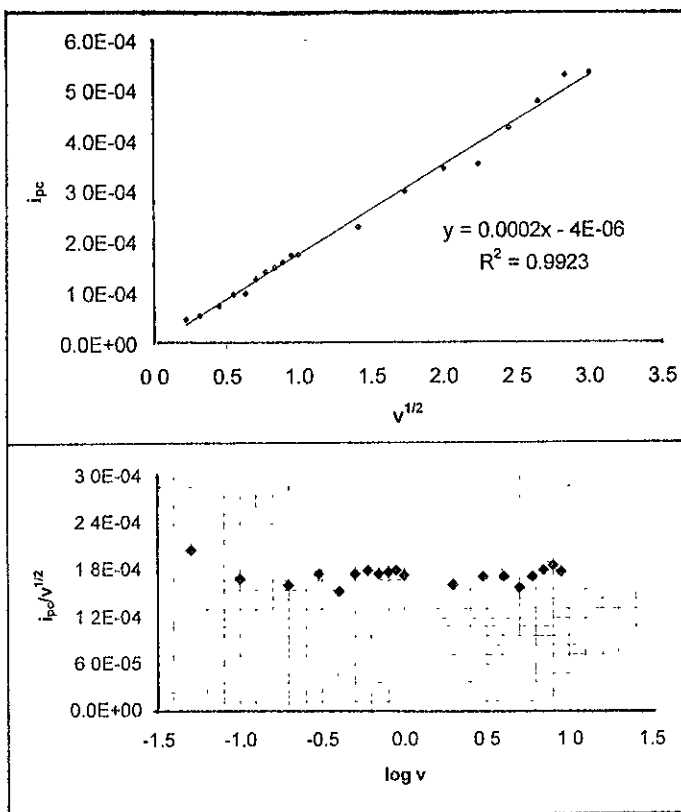 6.0E-04
5.0E-04
4.0E-04
3.0E-04
2.0E-04
1.0E-04
0.0E+00
i_pc
y = 0.0002x - 4E-06
R² = 0.9923
0 0 0.5 1.0 1.5 2.0 2 5 3.0 3.5
v^1/2
3 0E-04
2 4E-04
1 8E-04
1 2E-04
6 0E-05
0.0E+00
i_pc/v^1/2
-1.5 -1.0 -0.5 0.0 0 5 1.0 1.5
log v